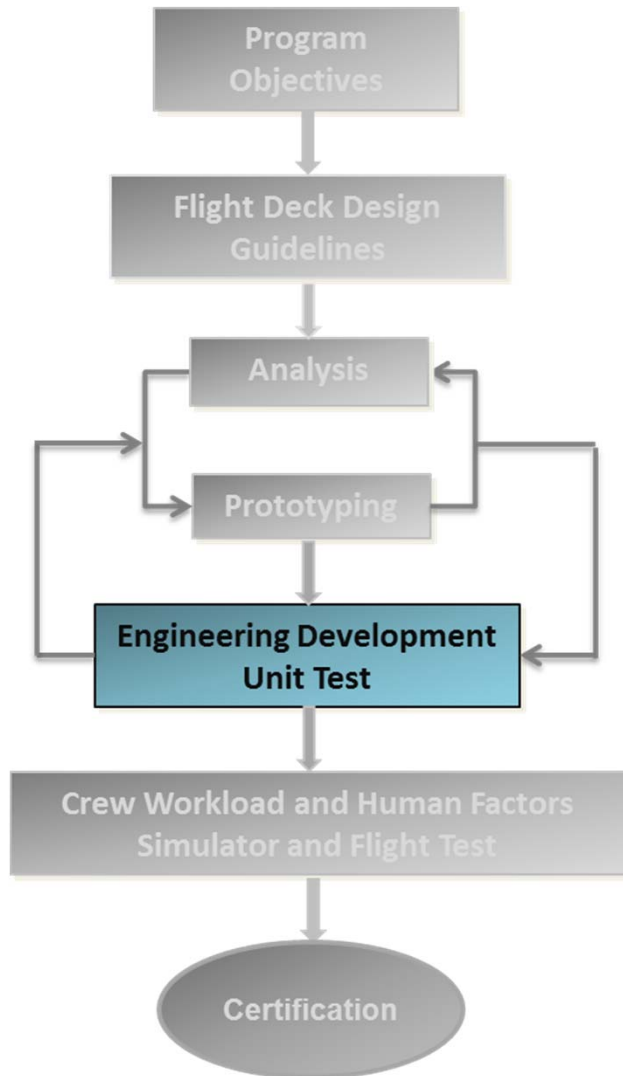 Program
Objectives
Flight Deck Design
Guidelines
Analysis
Prototyping
Engineering Development
Unit Test
Crew Workload and Human Factors
Simulator and Flight Test
Certification